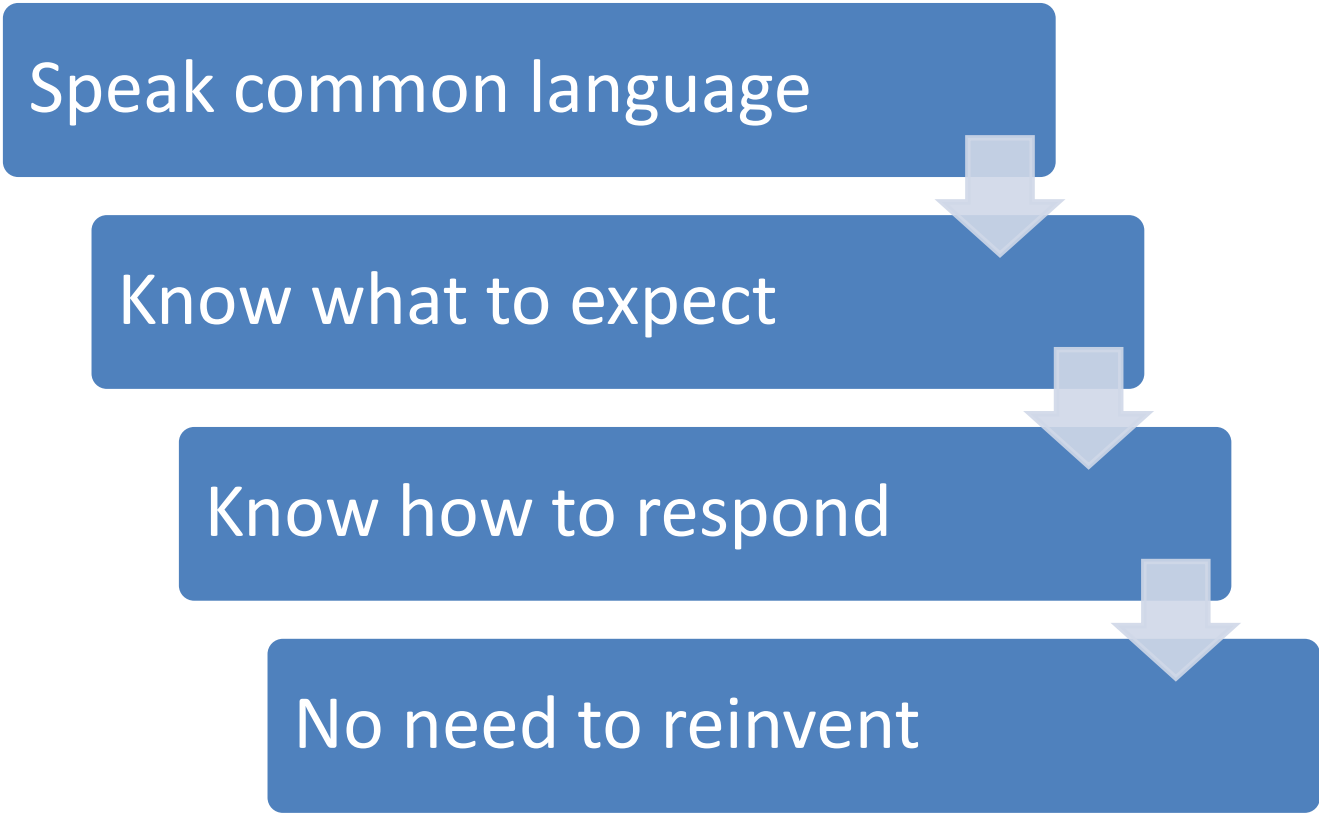 Speak common language
Know what to expect
Know how to respond
No need to reinvent